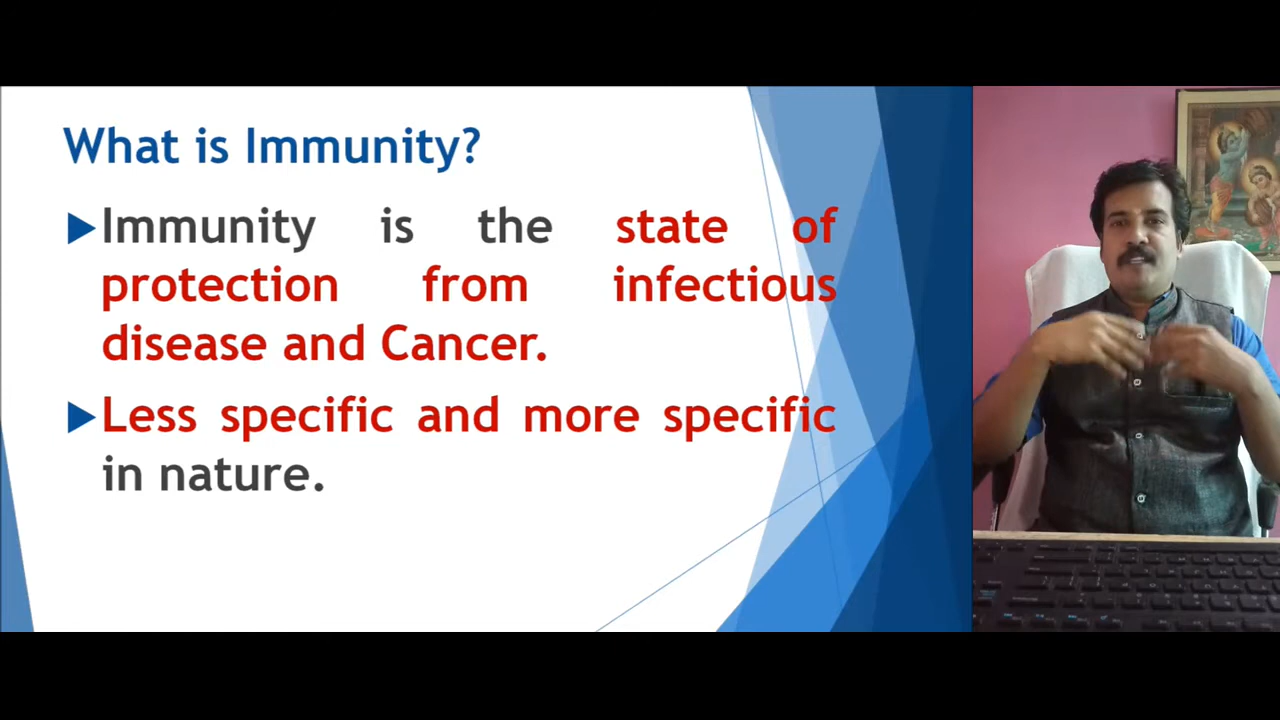 What is Immunity?
Immunity is the state of
protection from infectious
disease and Cancer.
Less specific and more specific
in nature.